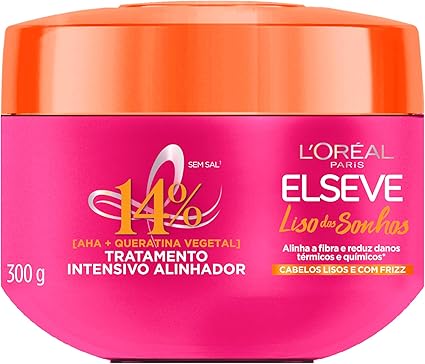 SEM SAL¹
14%
[AHA + QUERATINA VEGETAL]
TRATAMENTO
INTENSIVO ALINHADOR
300 g
L'ORÉAL
PARIS
ELSEVE
Liso dos Sonhos
Alinha a fibra e reduz danos
térmicos e químicos*
CABELOS LISOS E COM FRIZZ